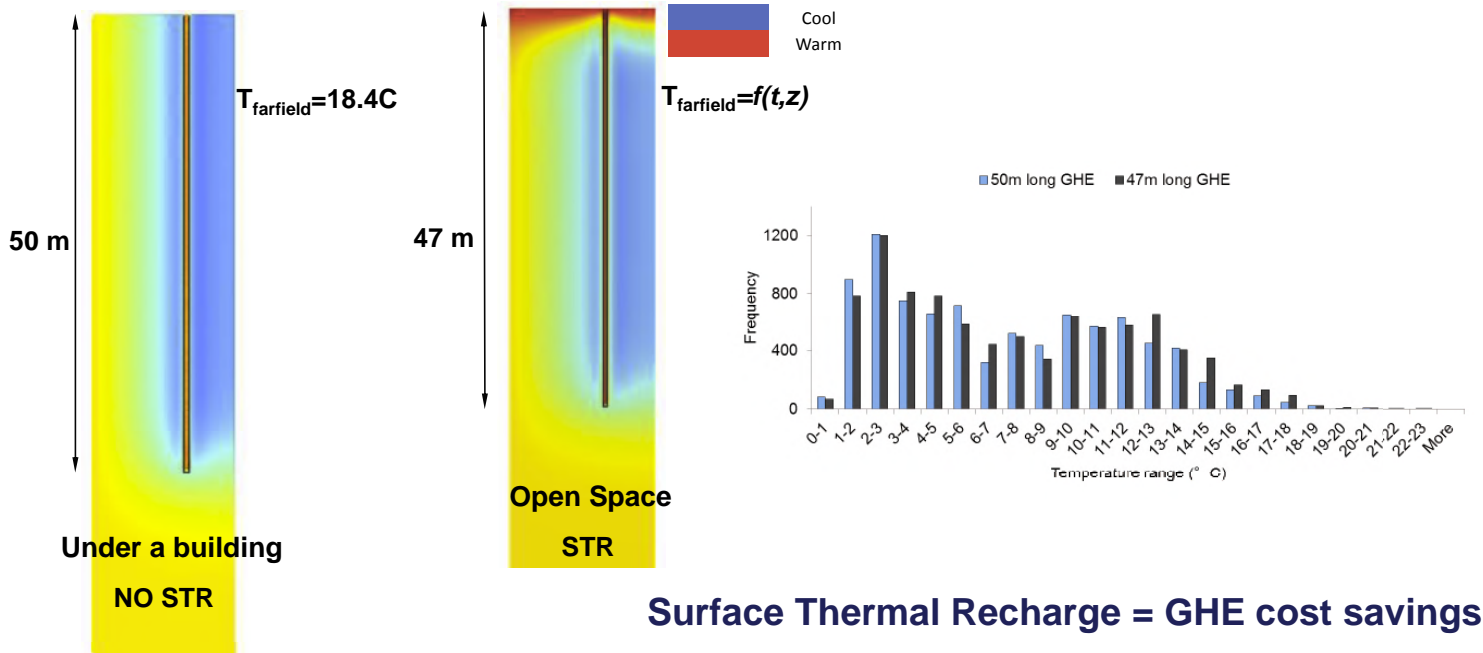 Cool
Warm
T_farfield=18.4C
T_farfield=f(t,z)
50 m
47 m
50m long GHE
47m long GHE
Frequency
1200
800
400
0
0-1
1-2
2-3
3-4
4-5
5-6
6-7
7-8
8-9
9-10
10-11
11-12
12-13
13-14
14-15
15-16
16-17
17-18
18-19
19-20
20-21
21-22
22-23
More
Temperature range (° C)
Under a building
NO STR
Open Space
STR
Surface Thermal Recharge = GHE cost savings